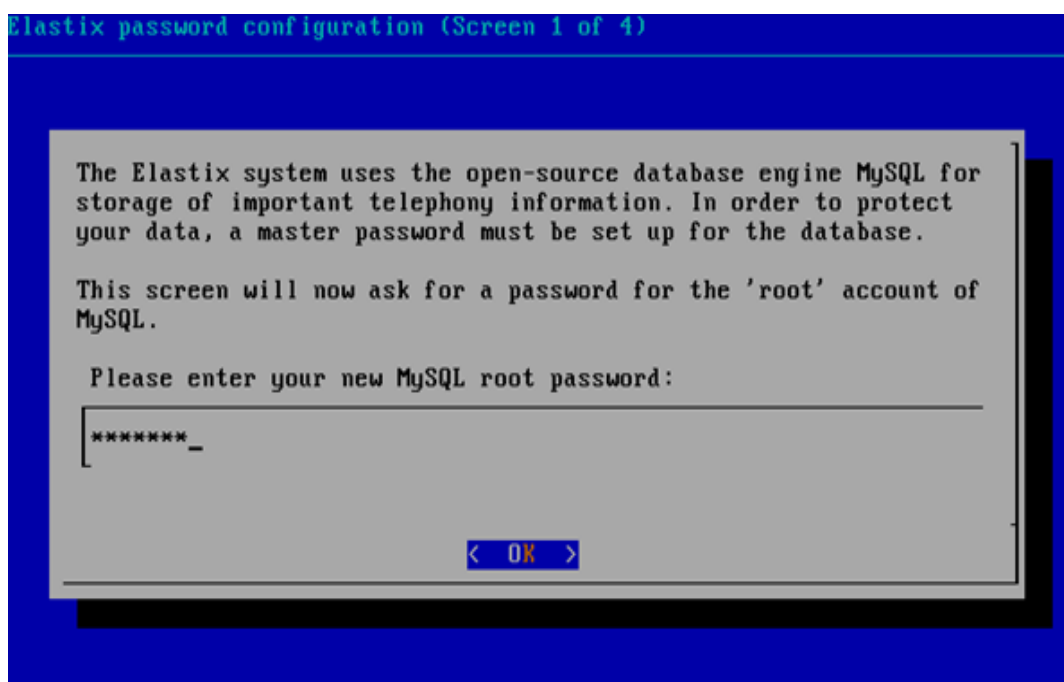 Elastix password configuration (Screen 1 of 4)
The Elastix system uses the open-source database engine MySQL for
storage of important telephony information. In order to protect
your data, a master password must be set up for the database.
This screen will now ask for a password for the 'root' account of
MySQL.
Please enter your new MySQL root password:
*******_
< OK >